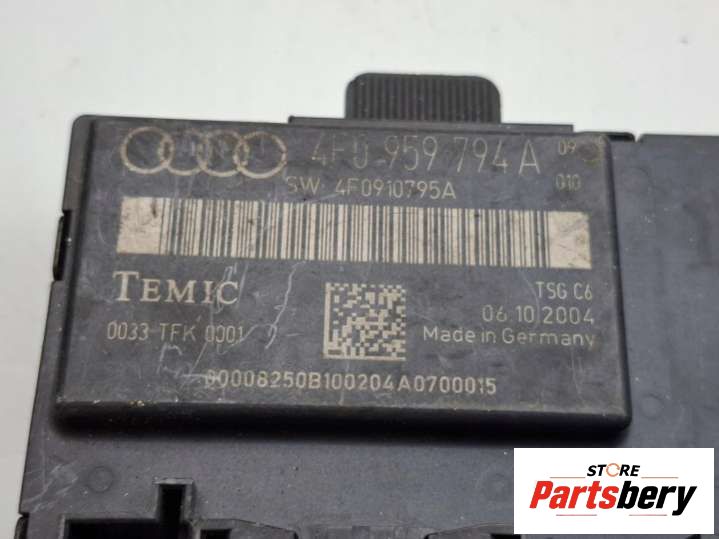 4F0 959 794 A 09
SW 4F0910795A 010
TEMIC
TSG C6
06.10.2004
0033 TFK 0001
Made in Germany
00008250B100204A0700015
STORE
Partsbery